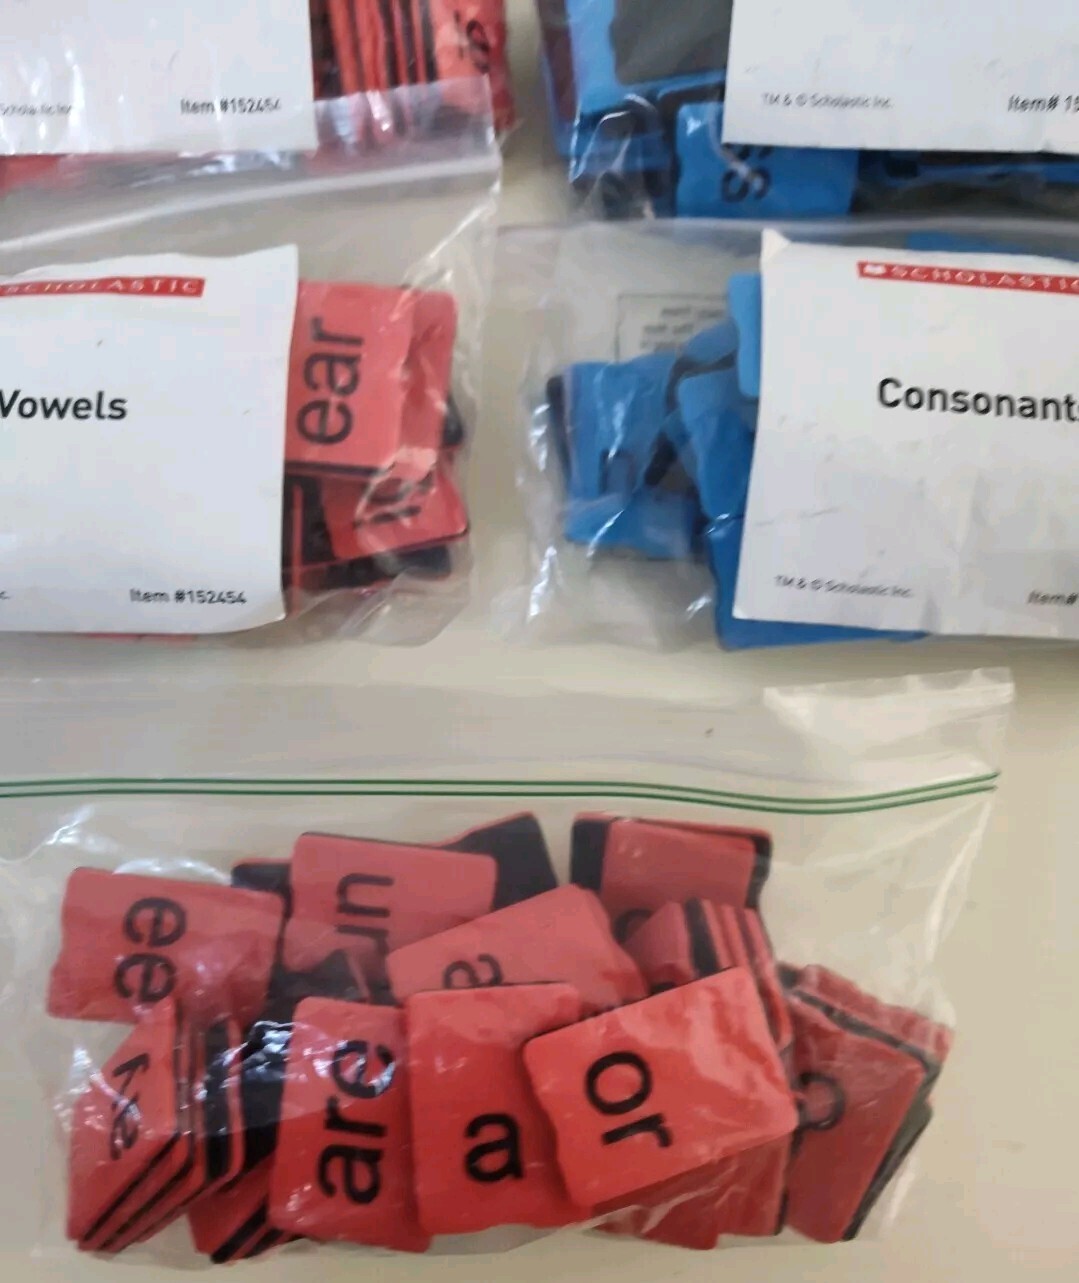 Item #152454
TM & © Scholastic Inc.
Item# 15
SCHOLASTIC
Vowels
ear
Item #152454
SCHOLASTIC
Consonants
TM & © Scholastic Inc.
Item#
ee
a
are
a
or